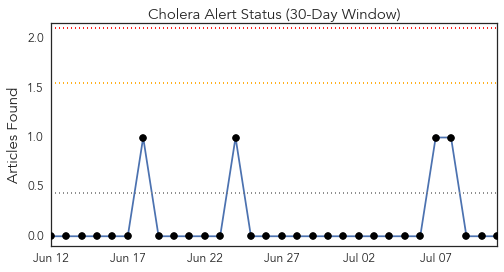 Cholera Alert Status (30-Day Window)
Articles Found
2.0
1.5
1.0
0.5
0.0
Jun 12 Jun 17 Jun 22 Jun 27 Jul 02 Jul 07